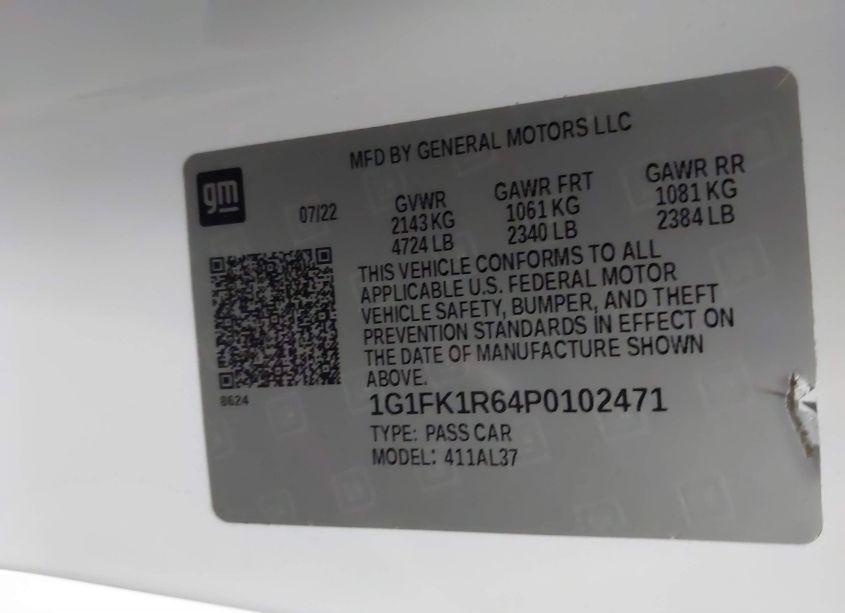 MFD BY GENERAL MOTORS LLC
gm
07/22
GVWR
2143 KG
4724 LB
GAWR FRT
1061 KG
2340 LB
GAWR RR
1081 KG
2384 LB
THIS VEHICLE CONFORMS TO ALL
APPLICABLE U.S. FEDERAL MOTOR
VEHICLE SAFETY, BUMPER, AND THEFT
PREVENTION STANDARDS IN EFFECT ON
THE DATE OF MANUFACTURE SHOWN
ABOVE.
8624
1G1FK1R64P0102471
TYPE: PASS CAR
MODEL: 411AL37